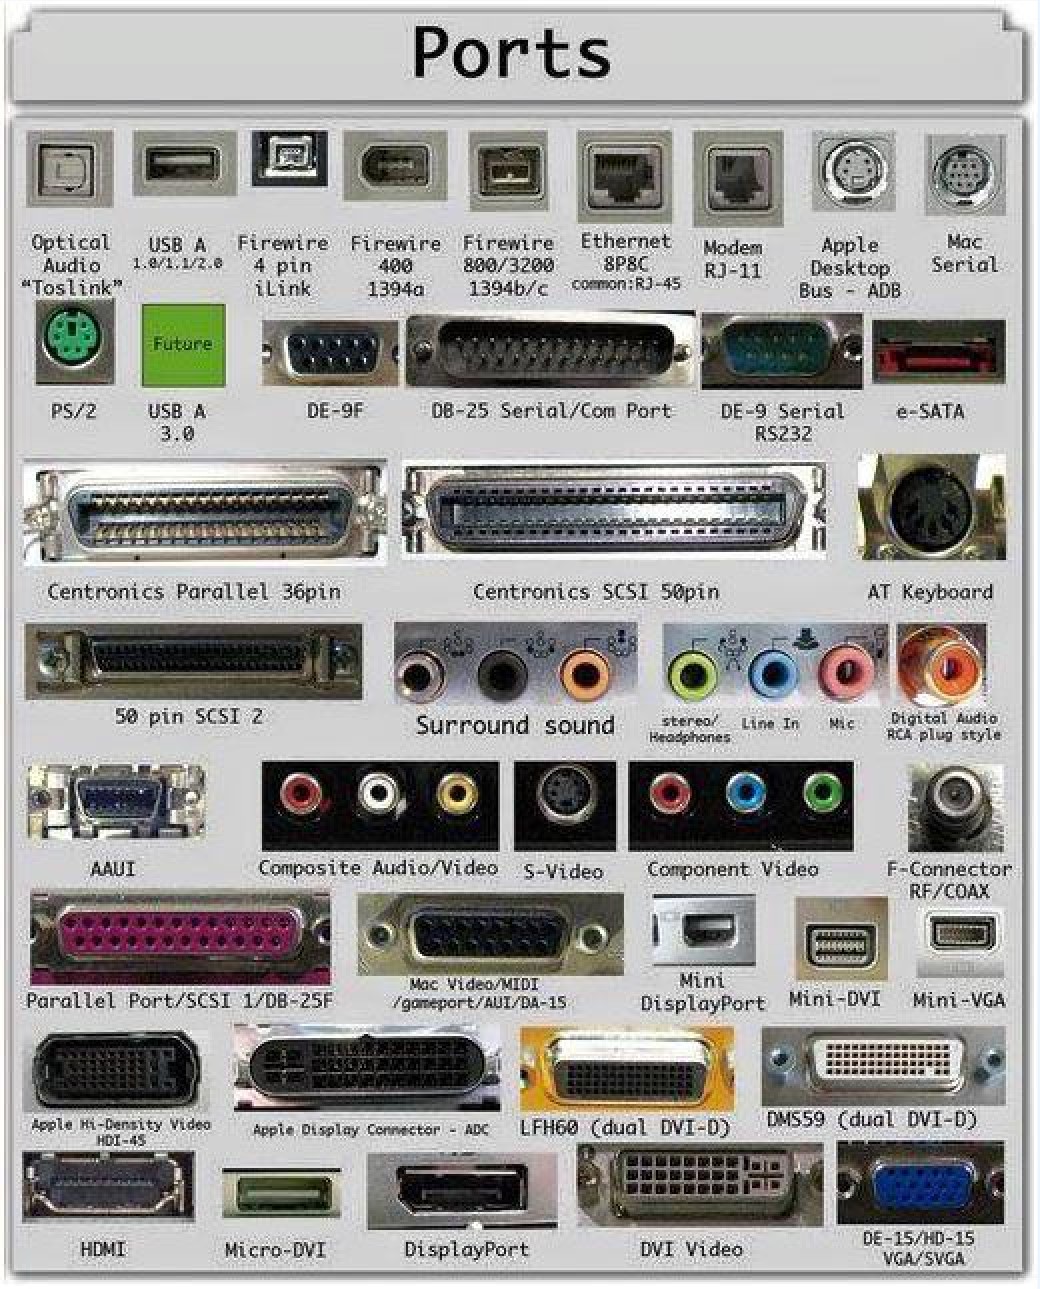 Ports
Optical
Audio
“Toslink”
USB A
1.0/1.1/2.0
Firewire
4 pin
iLink
Firewire
400
1394a
Firewire
800/3200
1394b/c
Ethernet
8P8C
common:RJ-45
Modem
RJ-11
Apple
Desktop
Bus - ADB
Mac
Serial
PS/2
Future
USB A
3.0
DE-9F
DB-25 Serial/Com Port
DE-9 Serial
RS232
e-SATA
Centronics Parallel 36pin
Centronics SCSI 50pin
AT Keyboard
50 pin SCSI 2
Surround sound
stereo/
Headphones
Line In
Mic
Digital Audio
RCA plug style
AAUI
Composite Audio/Video
S-Video
Component Video
F-Connector
RF/COAX
Parallel Port/SCSI 1/DB-25F
Mac Video/MIDI
/gameport/AUI/DA-15
Mini
DisplayPort
Mini-DVI
Mini-VGA
Apple Hi-Density Video
HDI-45
Apple Display Connector - ADC
LFH60 (dual DVI-D)
DMS59 (dual DVI-D)
HDMI
Micro-DVI
DisplayPort
DVI Video
DE-15/HD-15
VGA/SVGA